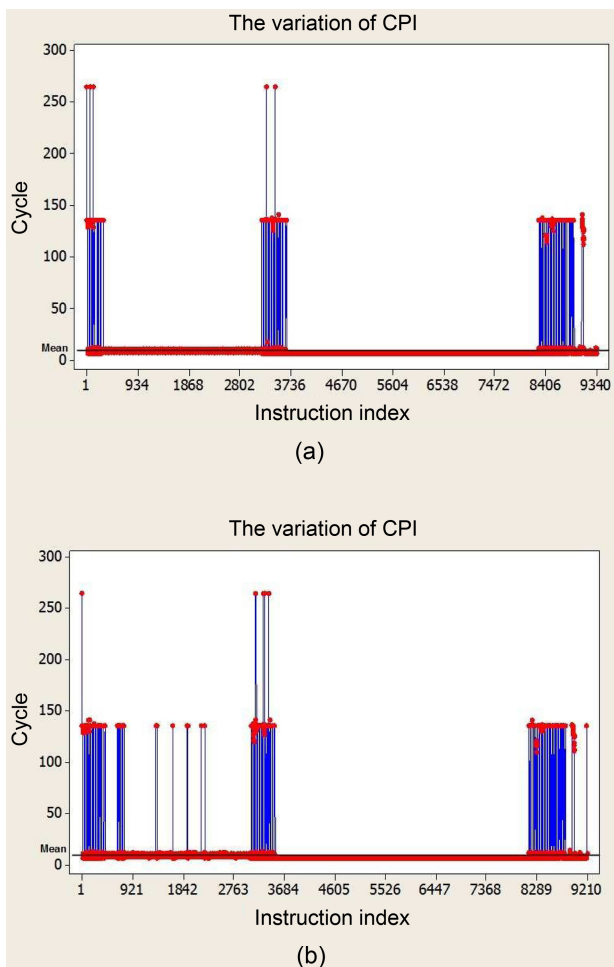 The variation of CPI
300
250
200
150
100
50
Mean
0
Cycle
1 934 1868 2802 3736 4670 5604 6538 7472 8406 9340
Instruction index
(a)
The variation of CPI
300
250
200
150
100
50
Mean
0
Cycle
1 921 1842 2763 3684 4605 5526 6447 7368 8289 9210
Instruction index
(b)